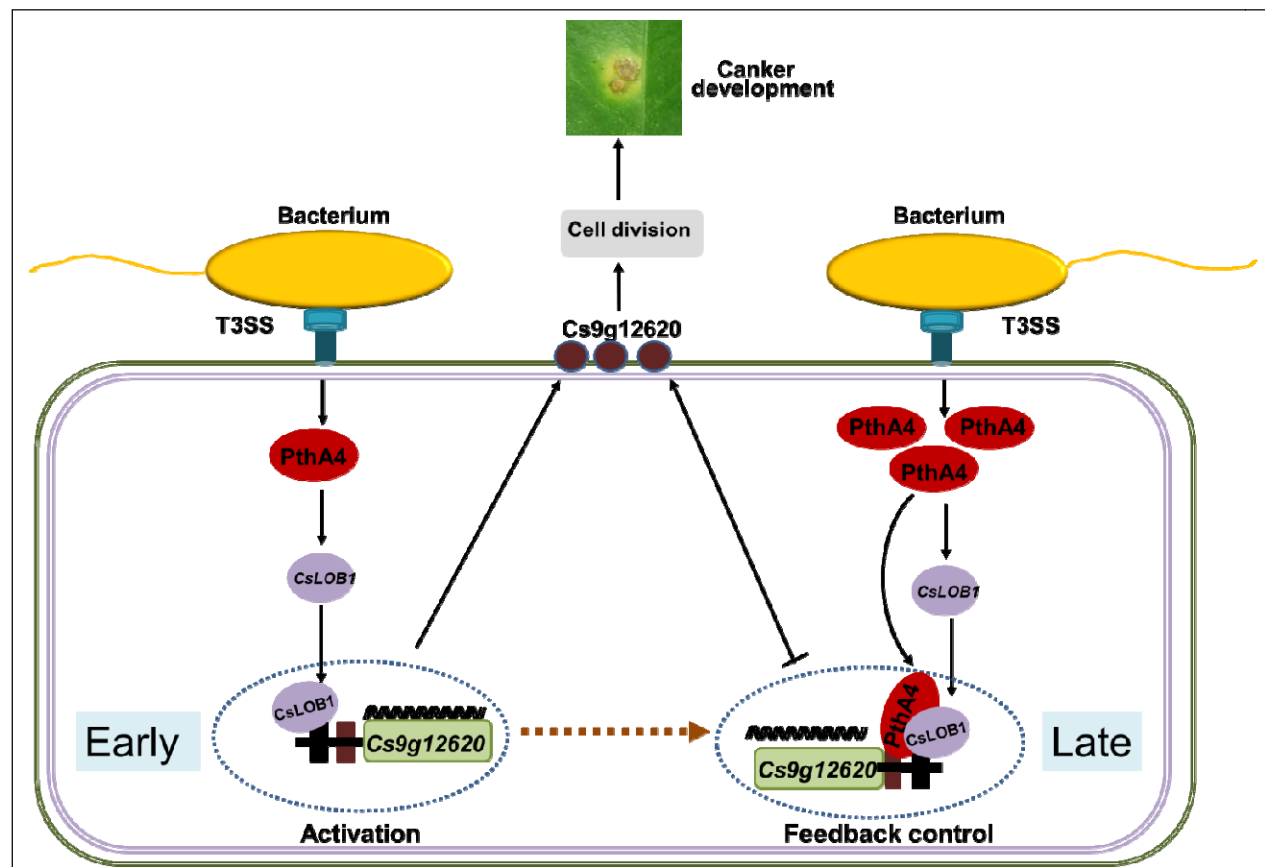 Canker
development
Bacterium
Bacterium
Cell division
T3SS
Cs9g12620
T3SS
PthA4
PthA4
PthA4
PthA4
CsLOB1
CsLOB1
CsLOB1
Cs9g12620
PthA4
CsLOB1
Cs9g12620
Early
Late
Activation
Feedback control